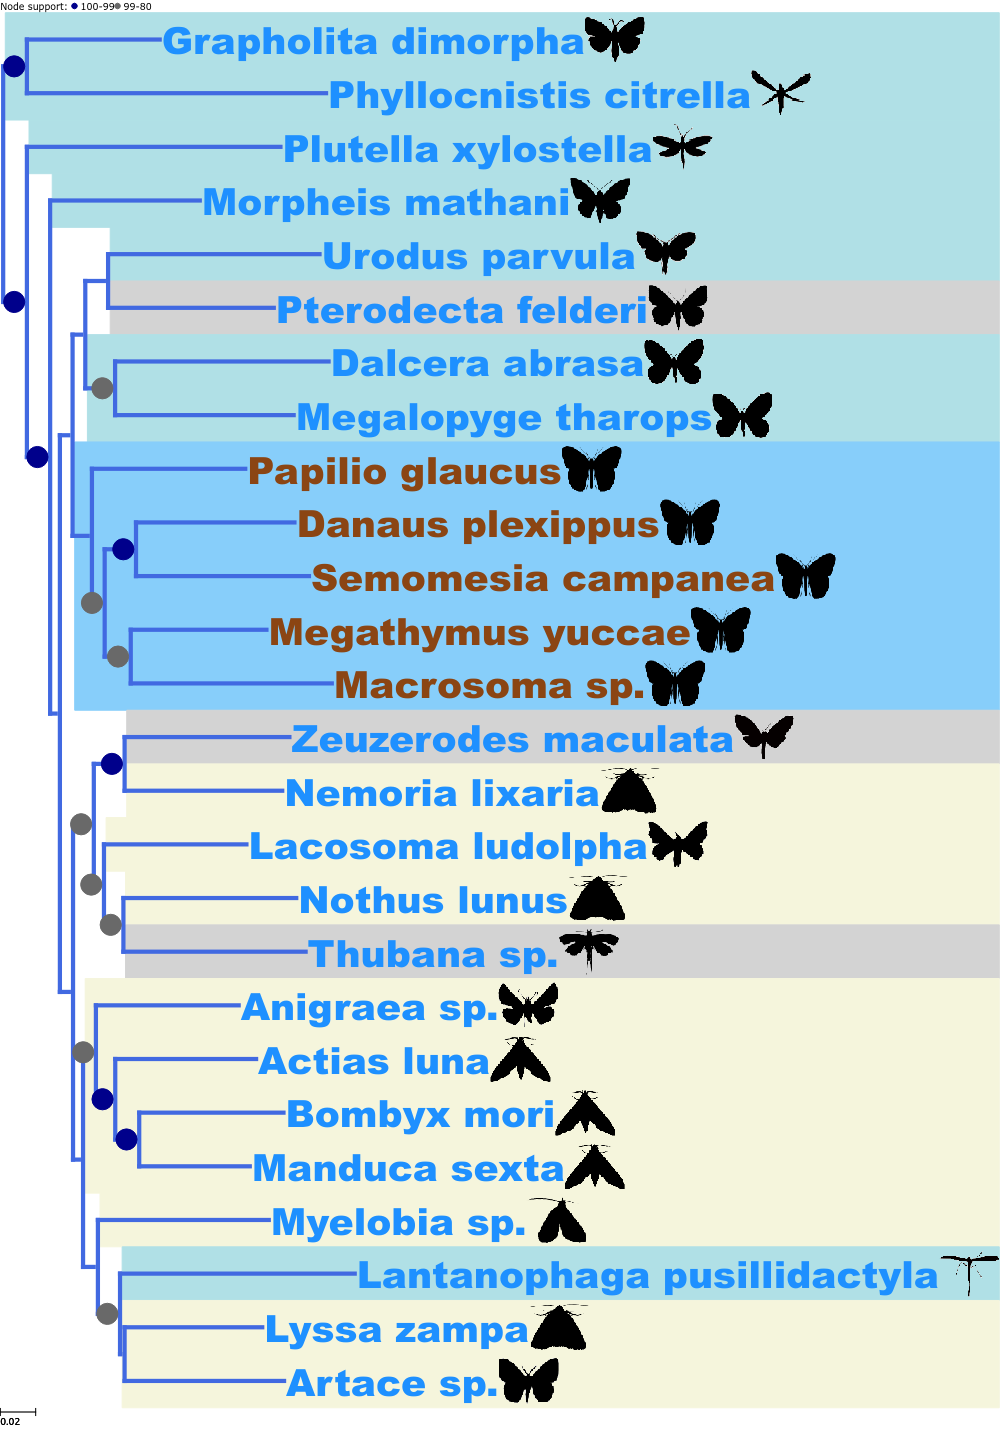 Node support: 100-99 99-80
Grapholita dimorpha
Phyllocnistis citrella
Plutella xylostella
Morpheis mathani
Urodus parvula
Pterodecta felderi
Dalcera abrasa
Megalopyge tharops
Papilio glaucus
Danaus plexippus
Semomesia campanea
Megathymus yuccae
Macrosoma sp.
Zeuzerodes maculata
Nemoria lixaria
Lacosoma ludolpha
Nothus lunus
Thubana sp.
Anigraea sp.
Actias luna
Bombyx mori
Manduca sexta
Myelobia sp.
Lantanophaga pusillidactyla
Lyssa zampa
Artace sp.
0.02